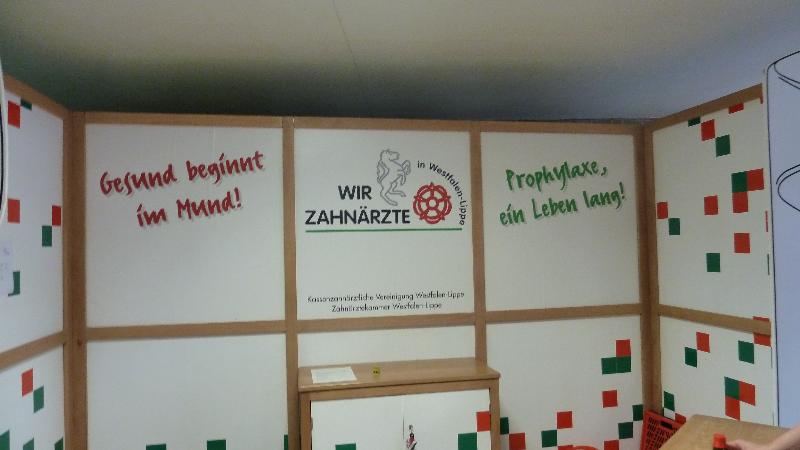 Gesund beginnt
im Mund!
WIR
ZAHNÄRZTE
in Westfalen-Lippe
Kassenzahnärztliche Vereinigung Westfalen-Lippe
Zahnärztekammer Westfalen-Lippe
Prophylaxe,
ein Leben lang!